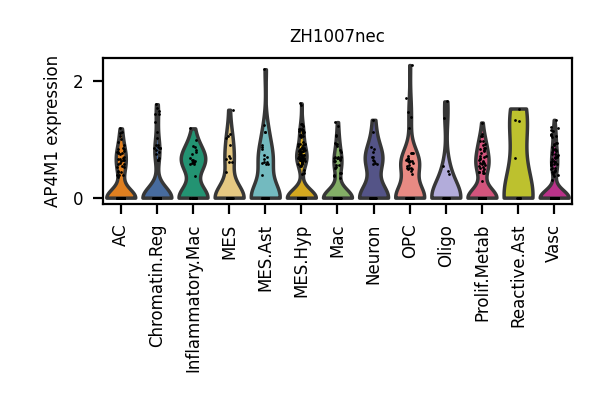 ZH1007nec
AP4M1 expression
2
0
AC
Chromatin.Reg
Inflammatory.Mac
MES
MES.Ast
MES.Hyp
Mac
Neuron
OPC
Oligo
Prolif.Metab
Reactive.Ast
Vasc